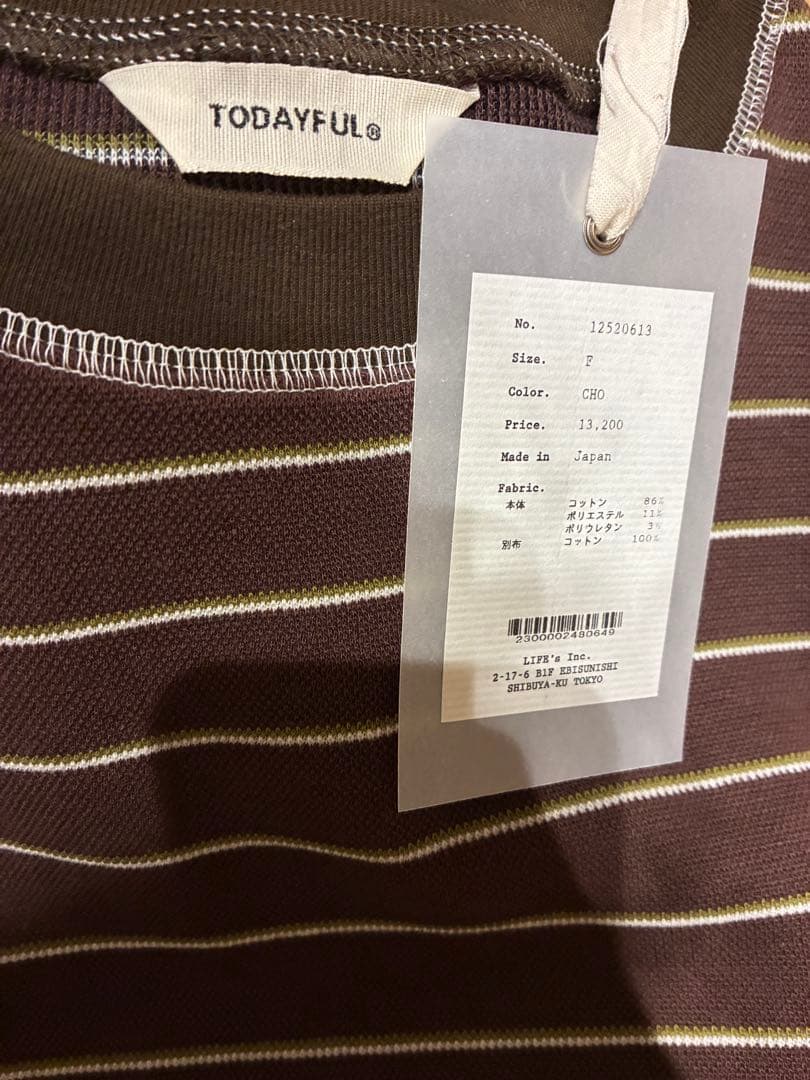 TODAYFUL®
No. 12520613
Size. F
Color. CHO
Price. 13,200
Made in Japan
Fabric.
本体 コットン 86%
ポリエステル 11%
ポリウレタン 3%
別布 コットン 100%
2300002480649
LIFE's Inc.
2-17-6 B1F EBISUNISHI
SHIBUYA-KU TOKYO